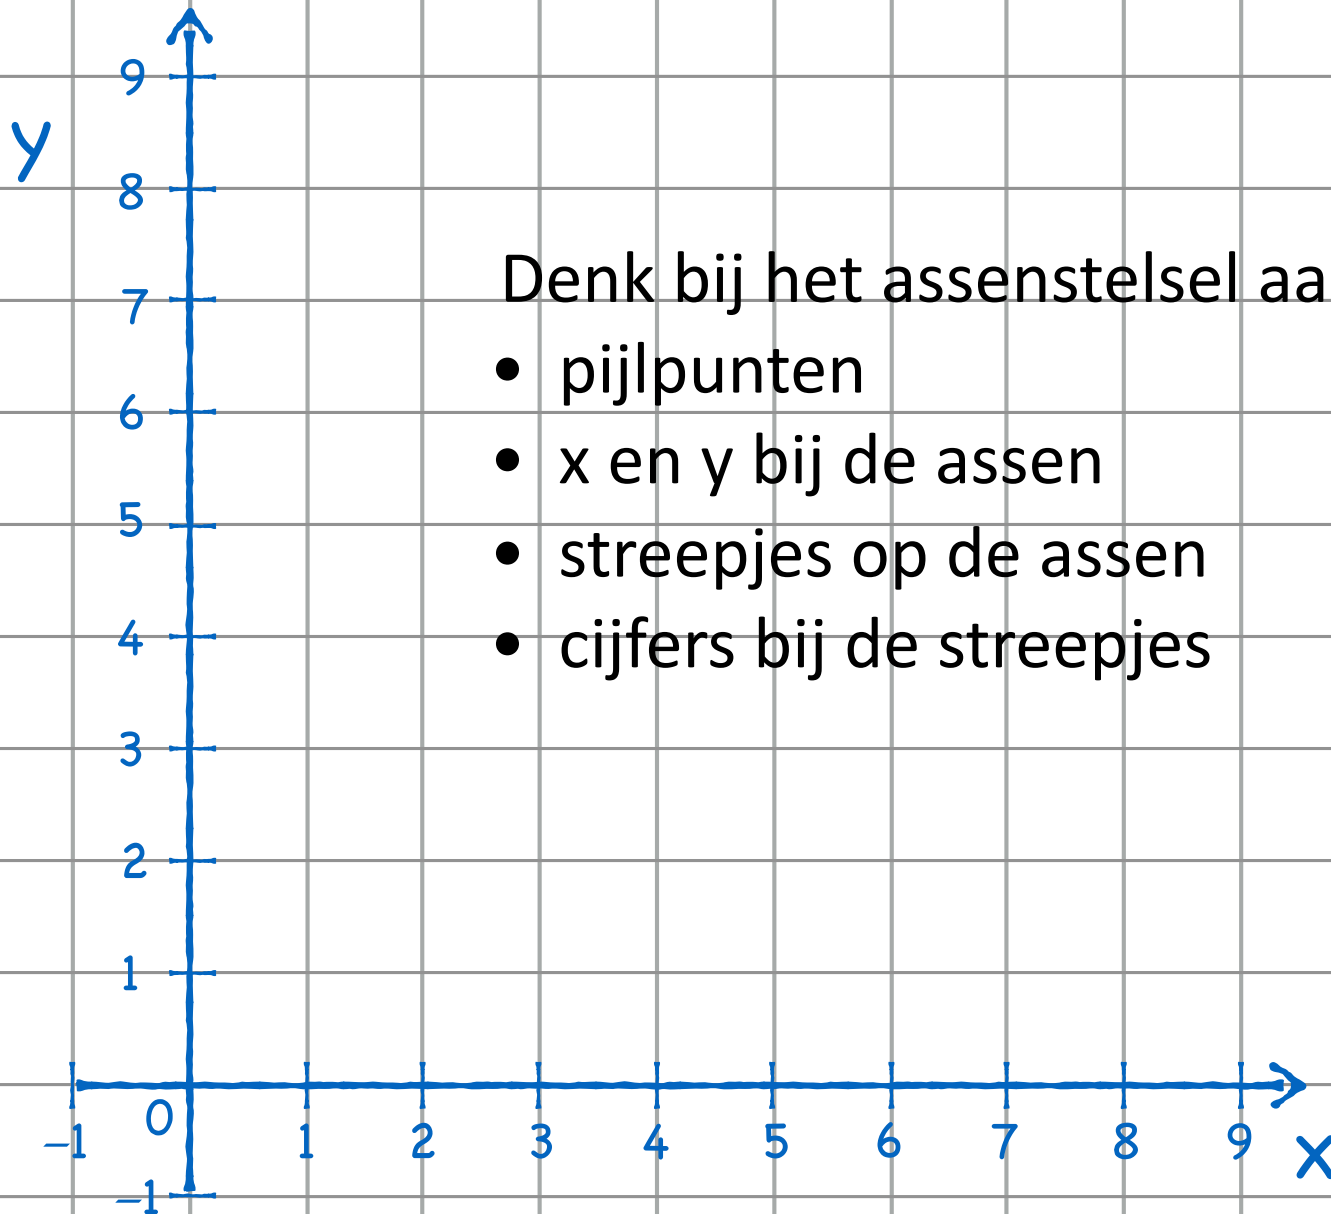 9
y
8
Denk bij het assenstelsel aa
7
• pijlpunten
6
• x en y bij de assen
5
• streepjes op de assen
4
• cijfers bij de streepjes
3
2
1
0
-1 1 2 3 4 5 6 7 8 9 x
-1